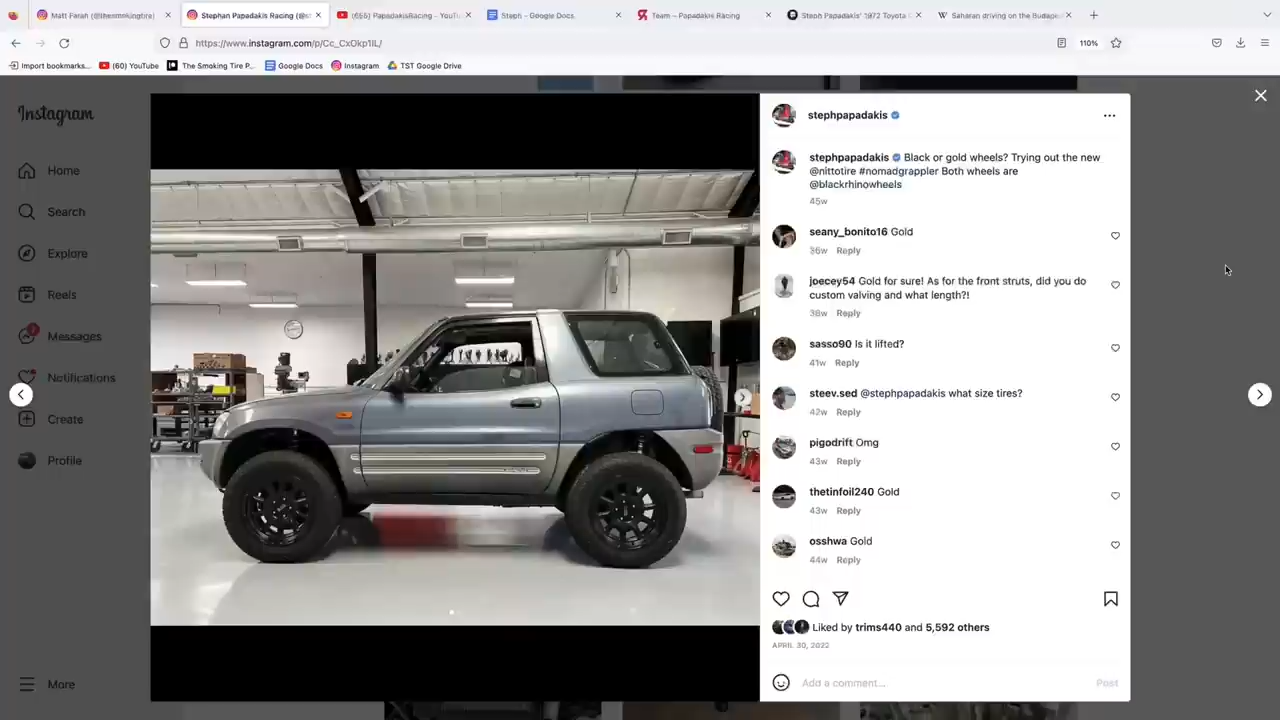 Matt Farah (@thesmokingtire)
Stephan Papadakis Racing (@st
(655) PapadakisRacing - YouTu
Steph - Google Docs
Team – Papadakis Racing
Steph Papadakis' 1972 Toyota
Saharan driving on the Budapes
https://www.instagram.com/p/Cc_CxOkp1IL/
110%
Import bookmarks...
(60) YouTube
The Smoking Tire P...
Google Docs
Instagram
TST Google Drive
Instagram
Home
Search
Explore
Reels
Messages
Notifications
Create
Profile
More
stephpapadakis
stephpapadakis Black or gold wheels? Trying out the new
@nittotire #nomadgrappler Both wheels are
@blackrhinowheels
45w
seany_bonito16 Gold
36w Reply
joecey54 Gold for sure! As for the front struts, did you do
custom valving and what length?!
38w Reply
sasso90 Is it lifted?
41w Reply
steev.sed @stephpapadakis what size tires?
42w Reply
pigodrift Omg
43w Reply
thetinfoil240 Gold
43w Reply
osshwa Gold
44w Reply
Liked by trims440 and 5,592 others
APRIL 30, 2022
Add a comment...
Post